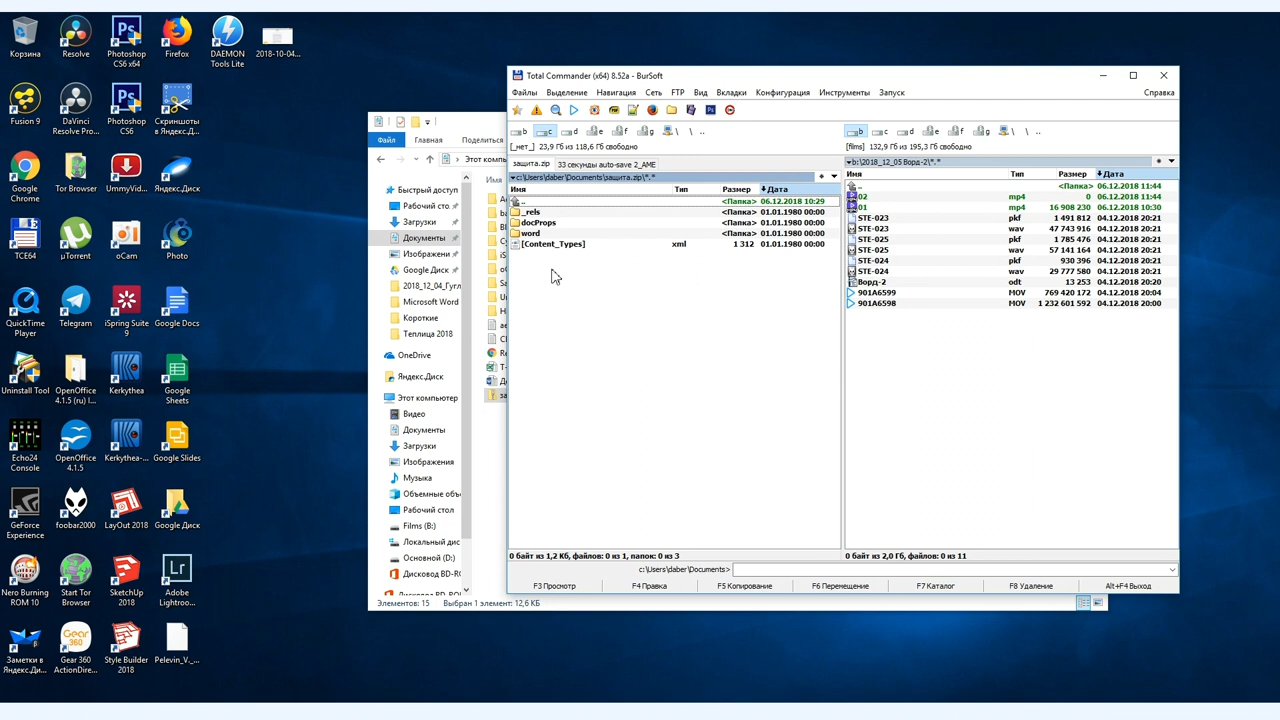 Корзина
Resolve
Photoshop CS6 x64
Firefox
DAEMON Tools Lite
2018-10-04...
Fusion 9
DaVinci Resolve Pro...
Photoshop CS6
Скриншоты в Яндекс.Д...
Google Chrome
Tor Browser
UmmyVid...
Яндекс.Диск
TCE64
µTorrent
oCam
Photo
QuickTime Player
Telegram
iSpring Suite 9
Google Docs
Uninstall Tool
OpenOffice 4.1.5 (ru) I...
Kerkythea
Google Sheets
Echo24 Console
OpenOffice 4.1.5
Kerkythea-...
Google Slides
GeForce Experience
foobar2000
LayOut 2018
Google Диск
Nero Burning ROM 10
Start Tor Browser
SketchUp 2018
Adobe Lightroo...
Заметки в Яндекс.Ди...
Gear 360 ActionDire...
Style Builder 2018
Pelevin_V._...
Файл Главная Поделиться
Этот компь
Имя
Быстрый доступ
Рабочий сто.
Загрузки
Документы
Изображени
Google Диск
2018_12_04_Гугл
Microsoft Word
Короткие
Теплица 2018
OneDrive
Яндекс.Диск
Этот компьютер
Видео
Документы
Загрузки
Изображения
Музыка
Объемные объ
Рабочий стол
Films (B:)
Локальный дис
Основной (D:)
Дисковод BD-RO
Дисковод BD-RO
Элементов: 15 Выбран 1 элемент: 12,6 КБ
Total Commander (x64) 8.52a - BurSoft
Файлы Выделение Навигация Сеть FTP Вид Вкладки Конфигурация Инструменты Запуск Справка
b c d e f g \ \ ..
[_нет_] 23,9 Гб из 118,6 Гб свободно
защита.zip 33 секунды auto-save 2_AME
c:\Users\daber\Documents\защита.zip\*.*
Имя Тип Размер Дата
.. <Папка> 06.12.2018 10:29
_rels <Папка> 01.01.1980 00:00
docProps <Папка> 01.01.1980 00:00
word <Папка> 01.01.1980 00:00
[Content_Types] xml 1 312 01.01.1980 00:00
0 байт из 1,2 Кб, файлов: 0 из 1, папок: 0 из 3
b c d e f g \ \ ..
[films] 132,9 Гб из 195,3 Гб свободно
b:\2018_12_05 Ворд-2\*.*
Имя Тип Размер Дата
.. <Папка> 06.12.2018 11:44
02 mp4 0 06.12.2018 11:44
01 mp4 16 908 230 06.12.2018 10:30
STE-023 pkf 1 491 812 04.12.2018 20:21
STE-023 wav 47 743 916 04.12.2018 20:21
STE-025 pkf 1 785 476 04.12.2018 20:21
STE-025 wav 57 141 164 04.12.2018 20:21
STE-024 pkf 930 396 04.12.2018 20:21
STE-024 wav 29 777 580 04.12.2018 20:21
Ворд-2 odt 13 253 04.12.2018 20:20
901A6599 MOV 769 420 172 04.12.2018 20:04
901A6598 MOV 1 232 601 592 04.12.2018 20:00
0 байт из 2,0 Гб, файлов: 0 из 11
c:\Users\daber\Documents>
F3 Просмотр F4 Правка F5 Копирование F6 Перемещение F7 Каталог F8 Удаление Alt+F4 Выход